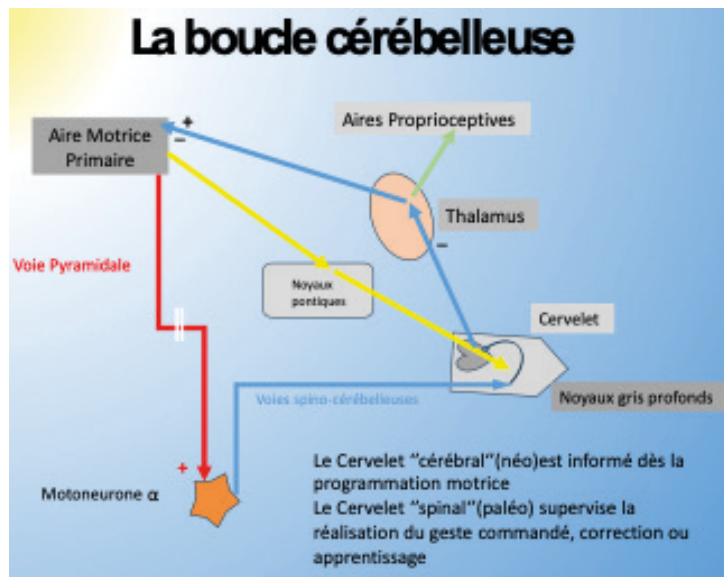 La boucle cérébelleuse
Aire Motrice
Primaire
+
−
Aires Proprioceptives
Thalamus
−
Voie Pyramidale
Noyaux
pontiques
Cervelet
Noyaux gris profonds
Voies spino-cérébelleuses
+
Motoneurone α
Le Cervelet “cérébral“(néo)est informé dès la
programmation motrice
Le Cervelet “spinal“(paléo) supervise la
réalisation du geste commandé, correction ou
apprentissage